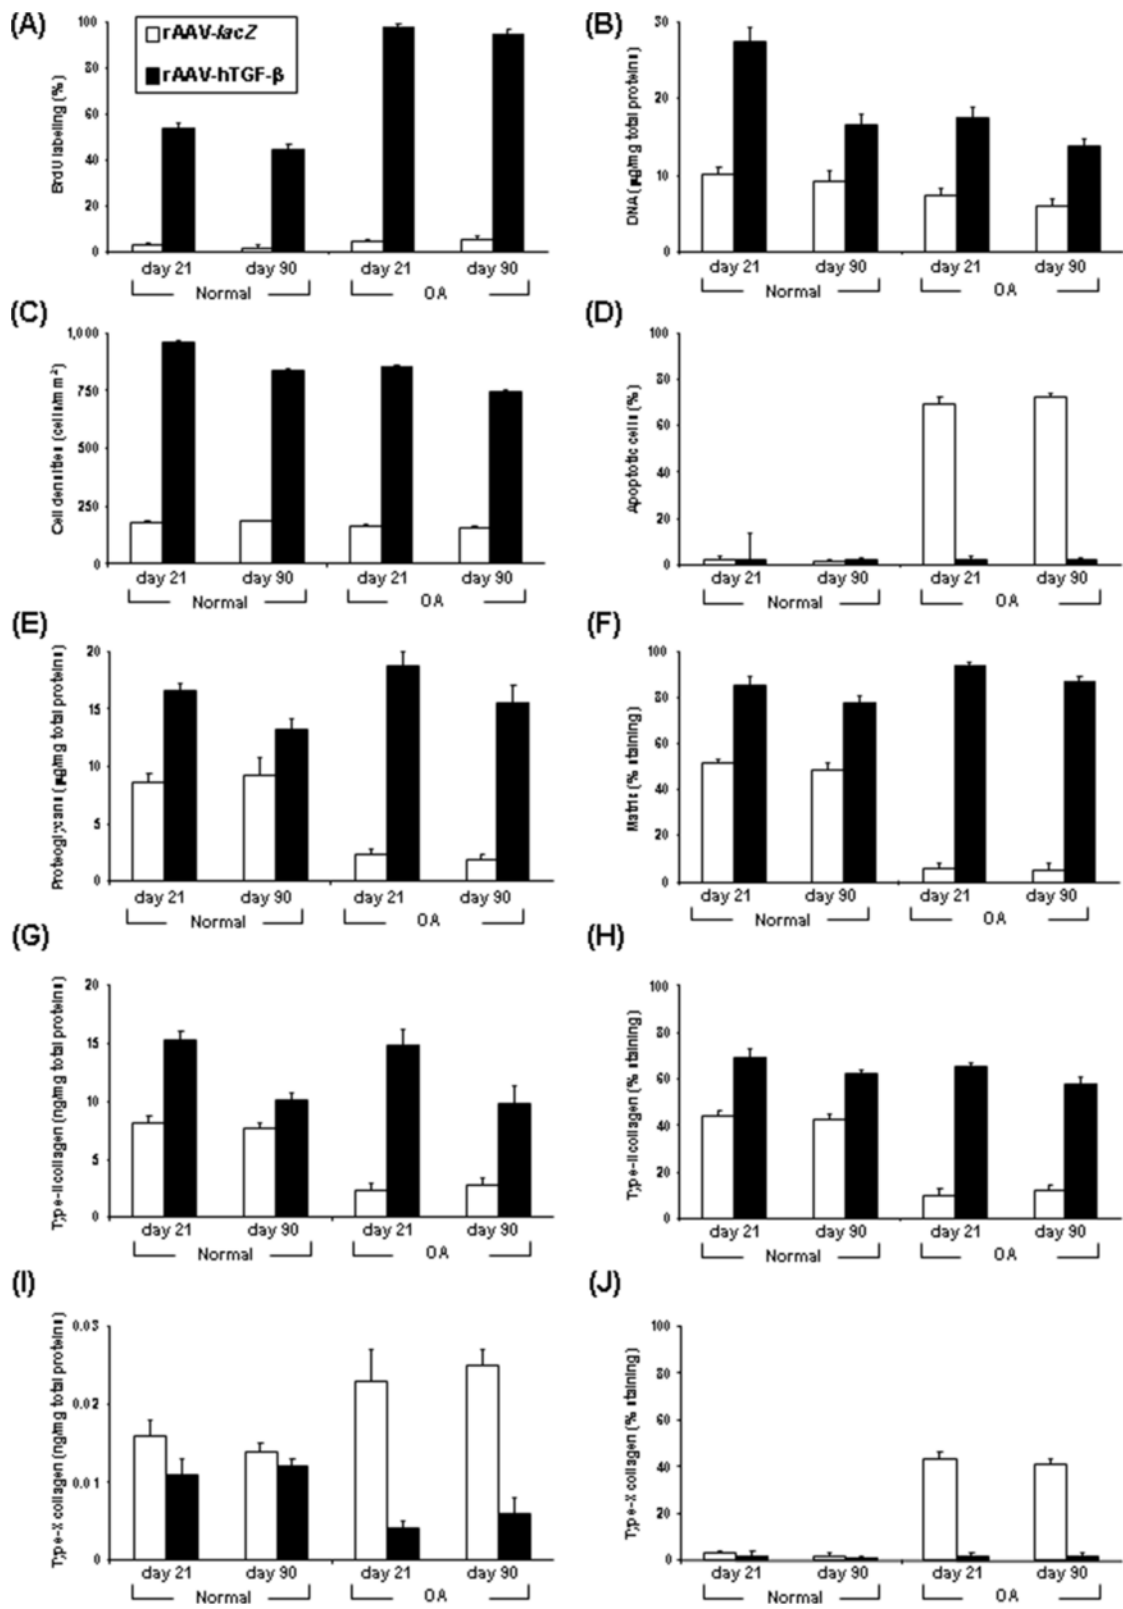 (A)
rAAV-lacZ
rAAV-hTGF-β
BrdU labeling (%)
100
80
60
40
20
0
day 21 day 90 day 21 day 90
Normal OA
(B)
DNA (µg/mg total proteins)
30
20
10
0
day 21 day 90 day 21 day 90
Normal OA
(C)
Cell densities (cells/mm²)
1,000
750
500
250
0
day 21 day 90 day 21 day 90
Normal OA
(D)
Apoptotic cells (%)
100
80
60
40
20
0
day 21 day 90 day 21 day 90
Normal OA
(E)
Proteoglycans (µg/mg total proteins)
20
15
10
5
0
day 21 day 90 day 21 day 90
Normal OA
(F)
Matrix (% staining)
100
80
60
40
20
0
day 21 day 90 day 21 day 90
Normal OA
(G)
Type-II collagen (ng/mg total proteins)
20
15
10
5
0
day 21 day 90 day 21 day 90
Normal OA
(H)
Type-II collagen (% staining)
100
80
60
40
20
0
day 21 day 90 day 21 day 90
Normal OA
(I)
Type-X collagen (ng/mg total proteins)
0.03
0.02
0.01
0
day 21 day 90 day 21 day 90
Normal OA
(J)
Type-X collagen (% staining)
100
80
60
40
20
0
day 21 day 90 day 21 day 90
Normal OA